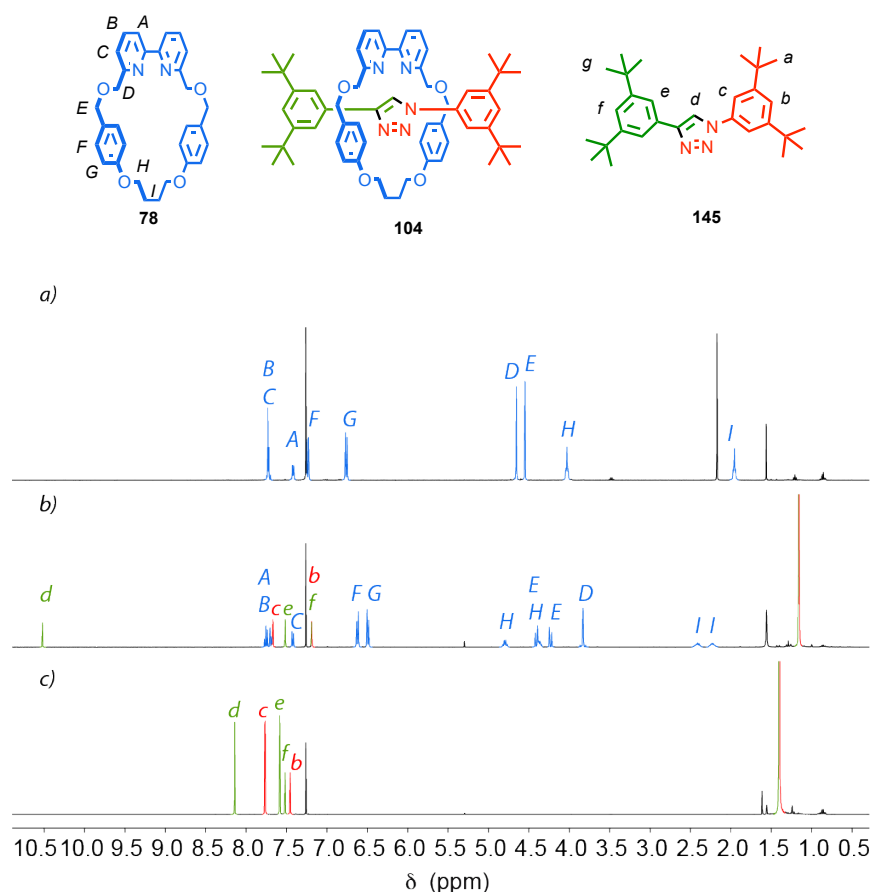 B A
C
N N
O O
D
E
F
G
H
O I O
78
N N
O O
N
N=N
O O
104
g
a
d
e c
f b
N
N=N
145
a)
B
C
A
F
G
D
E
H
I
b)
d
A
B
c
e
C
b
f
F
G
H
E
H
E
D
I I
c)
d
c
e
f
b
10.5 10.0 9.5 9.0 8.5 8.0 7.5 7.0 6.5 6.0 5.5 5.0 4.5 4.0 3.5 3.0 2.5 2.0 1.5 1.0 0.5
δ (ppm)